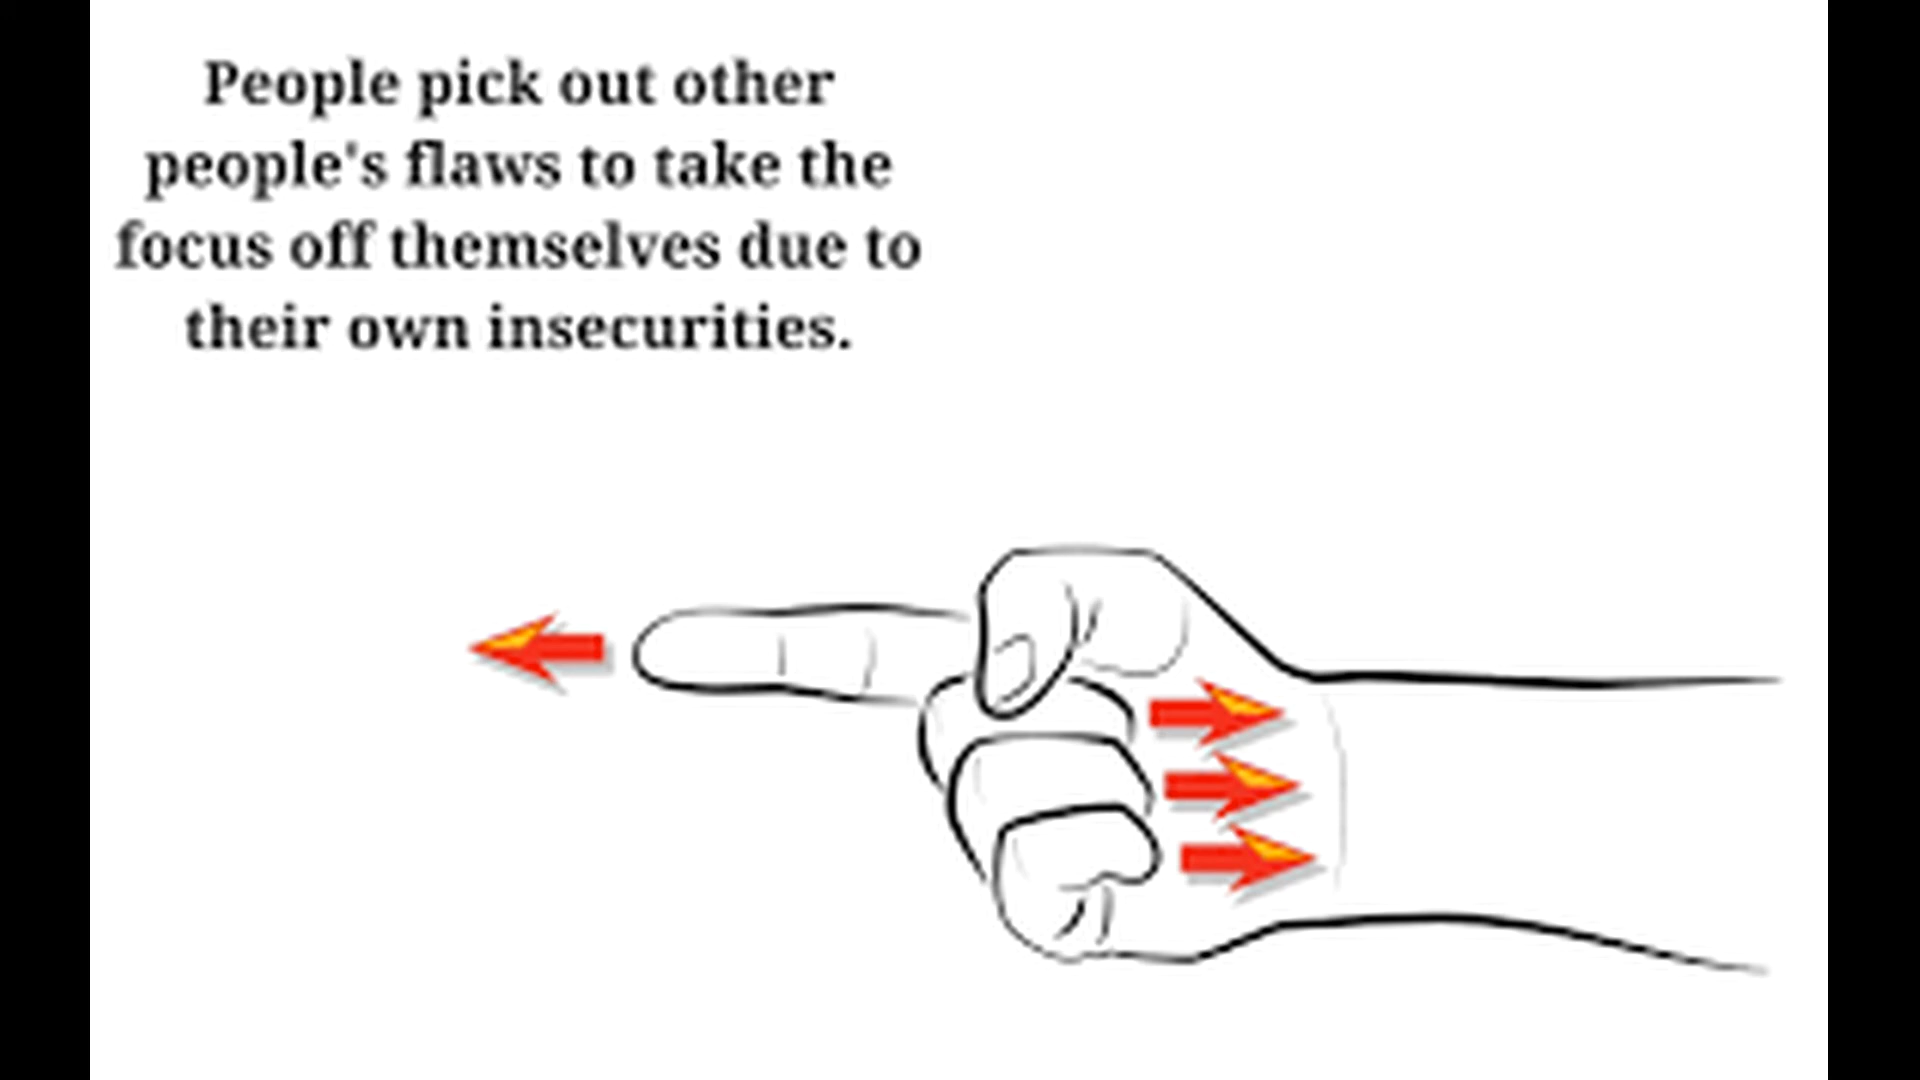 People pick out other
people's flaws to take the
focus off themselves due to
their own insecurities.